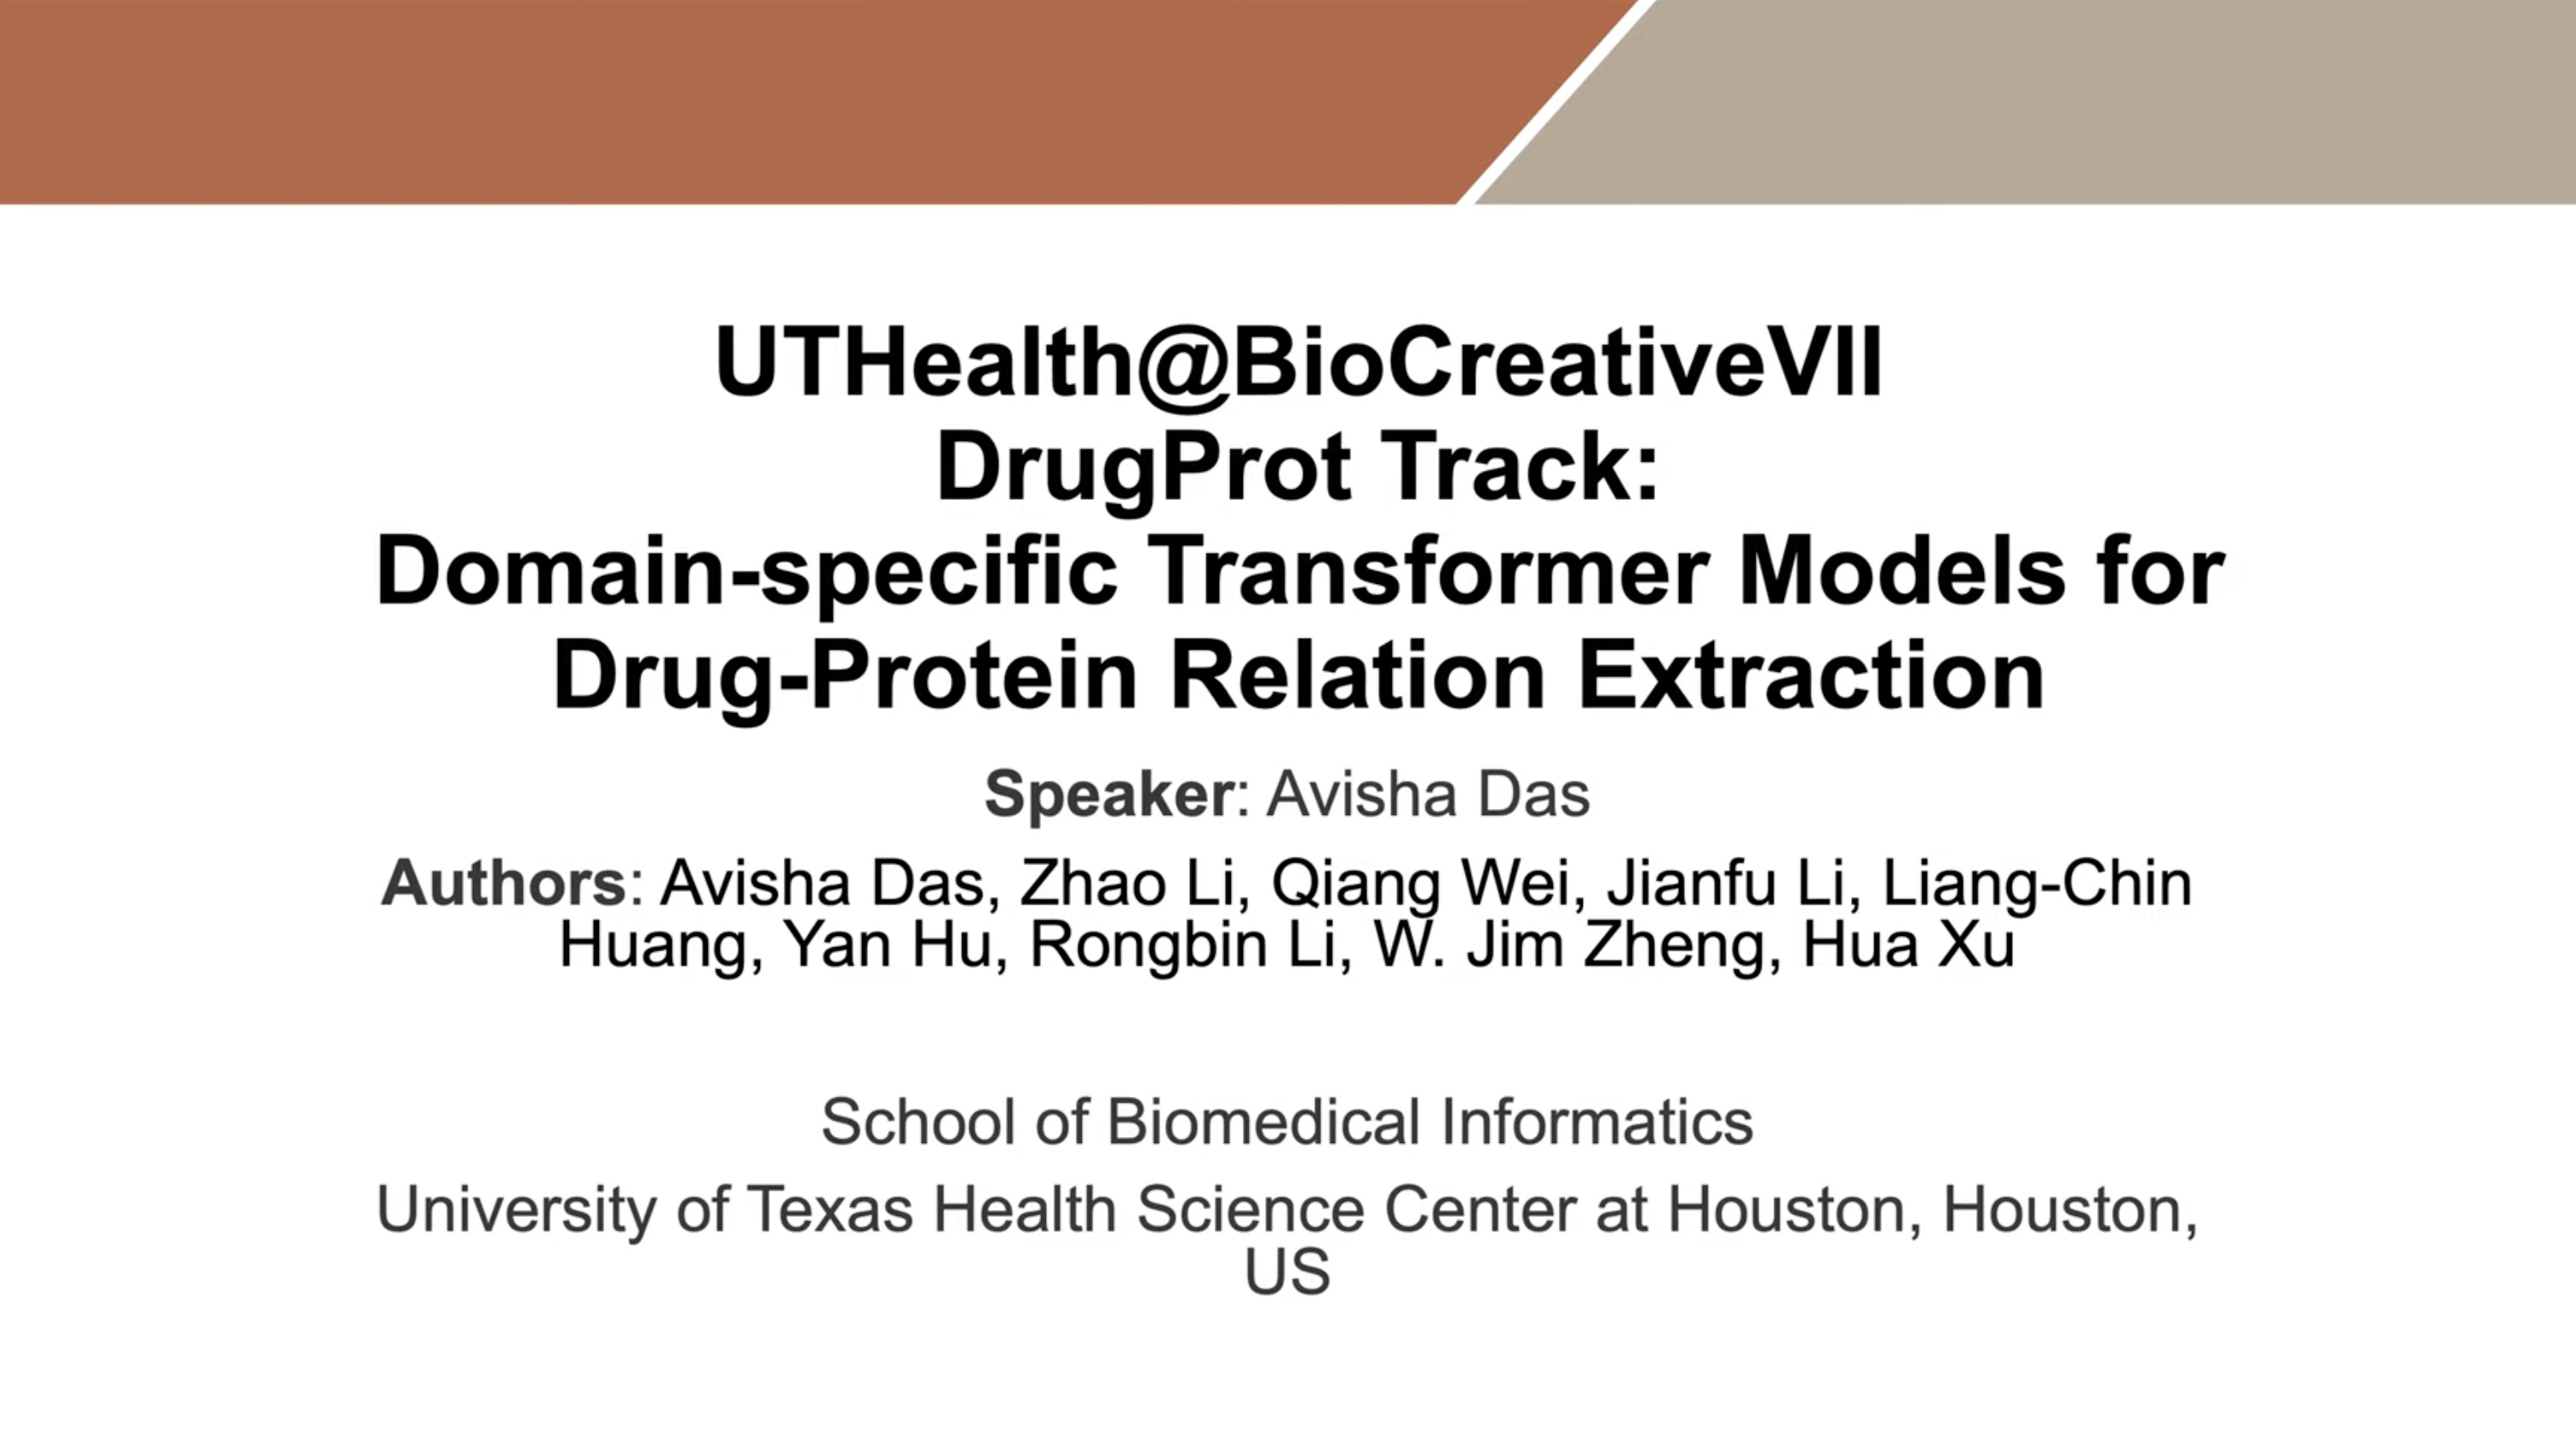 UTHealth@BioCreativeVII
DrugProt Track:
Domain-specific Transformer Models for
Drug-Protein Relation Extraction
Speaker: Avisha Das
Authors: Avisha Das, Zhao Li, Qiang Wei, Jianfu Li, Liang-Chin
Huang, Yan Hu, Rongbin Li, W. Jim Zheng, Hua Xu
School of Biomedical Informatics
University of Texas Health Science Center at Houston, Houston,
US